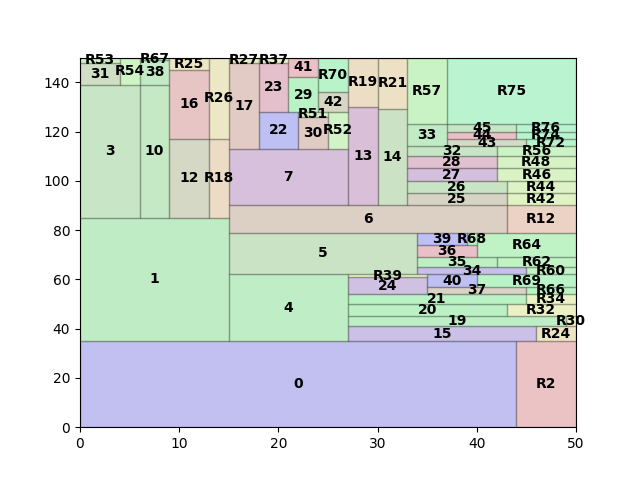 R53 R67 R27 R37
R25 41
31 R54 38 R70 R19 R21
140
23 29 R57 R75
16 R26 17 42
R51
120 22 30 R52 33 45 R76
44 R74
43 R72
3 10 13 14 32 R56
28 R48
100 12 R18 7 27 R46
26 R44
25 R42
6 R12
80 39 R68 R64
5 36
35 R62
34 R60
60 1 R39 40 R69
24 37 R66
4 21 R34
20 R32
40 19 R30
15 R24
20 0 R2
0
0 10 20 30 40 50